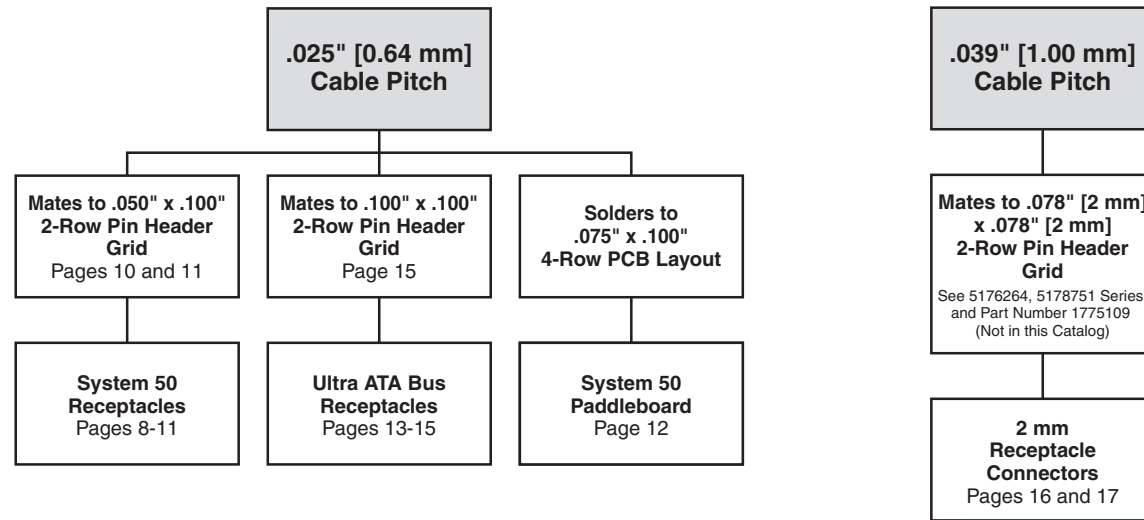 .025" [0.64 mm]
Cable Pitch
Mates to .050" x .100"
2-Row Pin Header
Grid
Pages 10 and 11
System 50
Receptacles
Pages 8-11
Mates to .100" x .100"
2-Row Pin Header
Grid
Page 15
Ultra ATA Bus
Receptacles
Pages 13-15
Solders to
.075" x .100"
4-Row PCB Layout
System 50
Paddleboard
Page 12
.039" [1.00 mm]
Cable Pitch
Mates to .078" [2 mm]
x .078" [2 mm]
2-Row Pin Header
Grid
See 5176264, 5178751 Series
and Part Number 1775109
(Not in this Catalog)
2 mm
Receptacle
Connectors
Pages 16 and 17